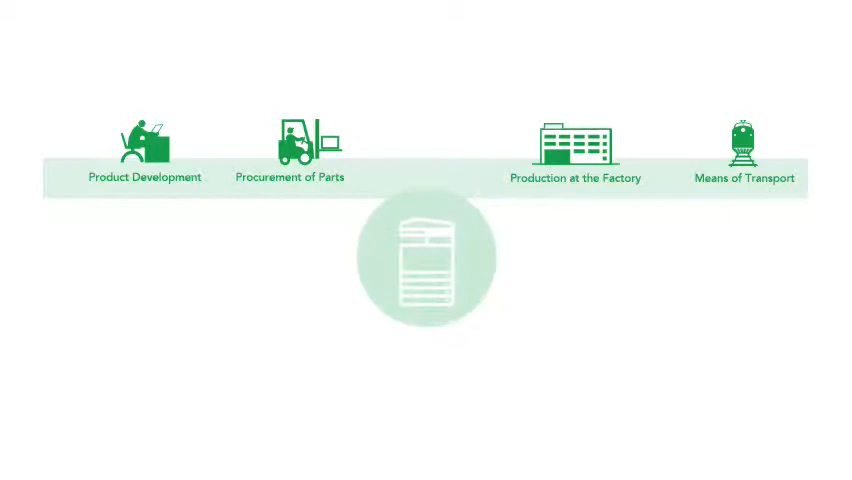 Product Development
Procurement of Parts
Production at the Factory
Means of Transport